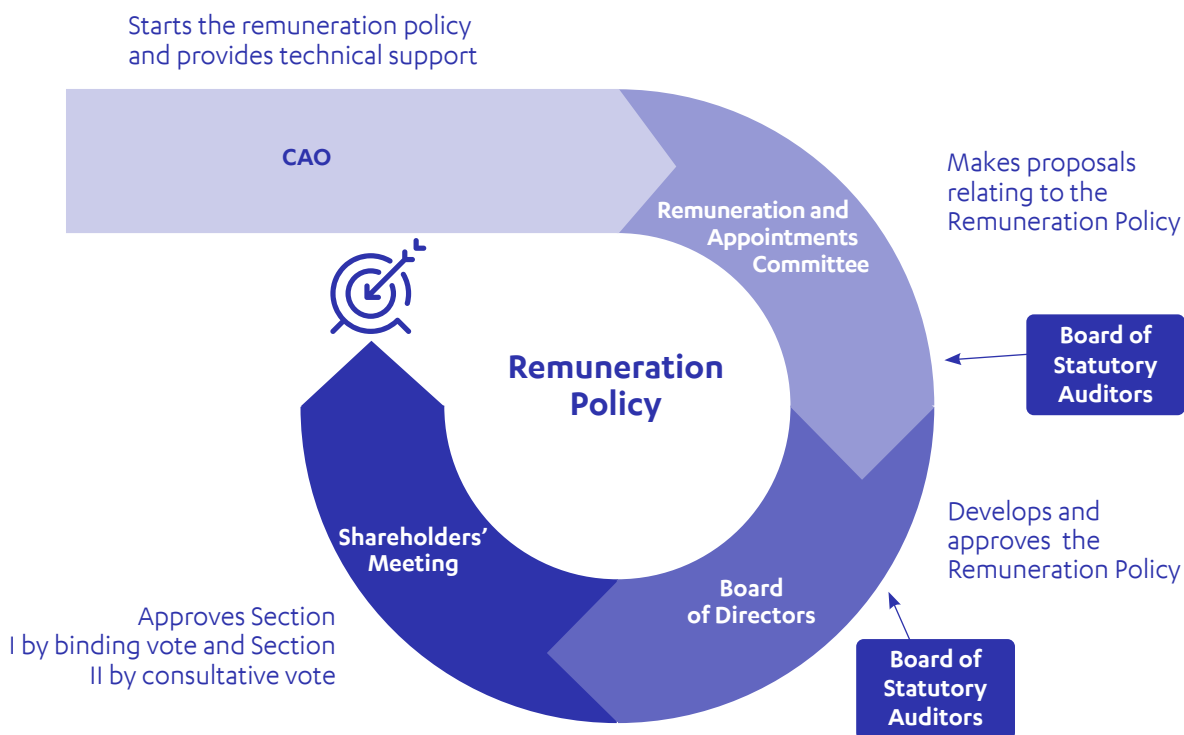 Starts the remuneration policy
and provides technical support
CAO
Remuneration and
Appointments
Committee
Makes proposals
relating to the
Remuneration Policy
Board of
Statutory
Auditors
Remuneration
Policy
Develops and
approves the
Remuneration Policy
Board
of Directors
Board of
Statutory
Auditors
Shareholders’
Meeting
Approves Section
I by binding vote and Section
II by consultative vote